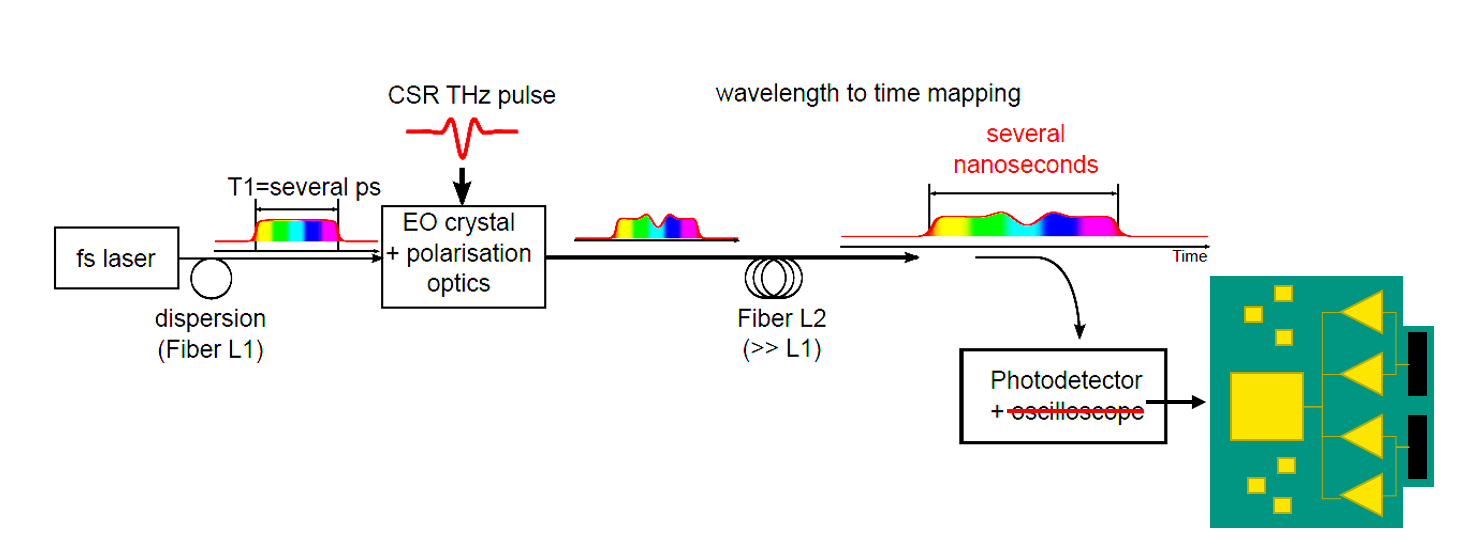 CSR THz pulse
wavelength to time mapping
several
nanoseconds
T1=several ps
fs laser
EO crystal
+ polarisation
optics
Time
dispersion
(Fiber L1)
Fiber L2
(>> L1)
Photodetector
+ oscilloscope